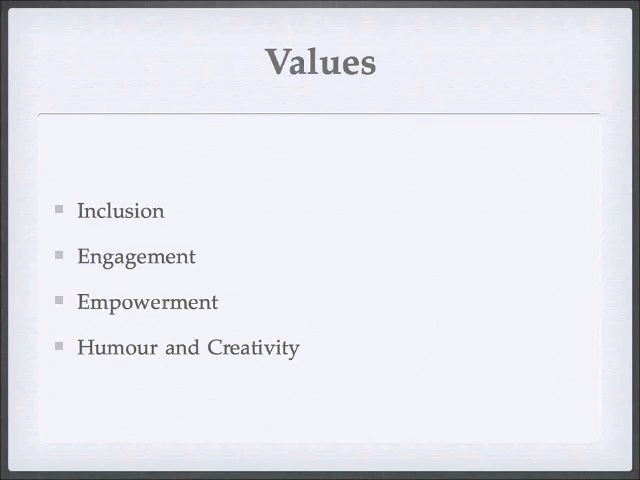 Values
Inclusion
Engagement
Empowerment
Humour and Creativity